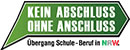 KEIN ABSCHLUSS
OHNE ANSCHLUSS
Übergang Schule - Beruf in NRW.